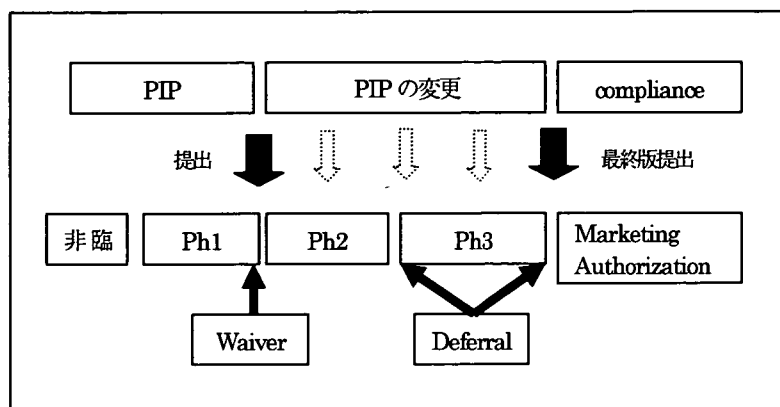 PIP
PIP の変更
compliance
提出
最終版提出
非臨
Ph1
Ph2
Ph3
Marketing
Authorization
Waiver
Deferral